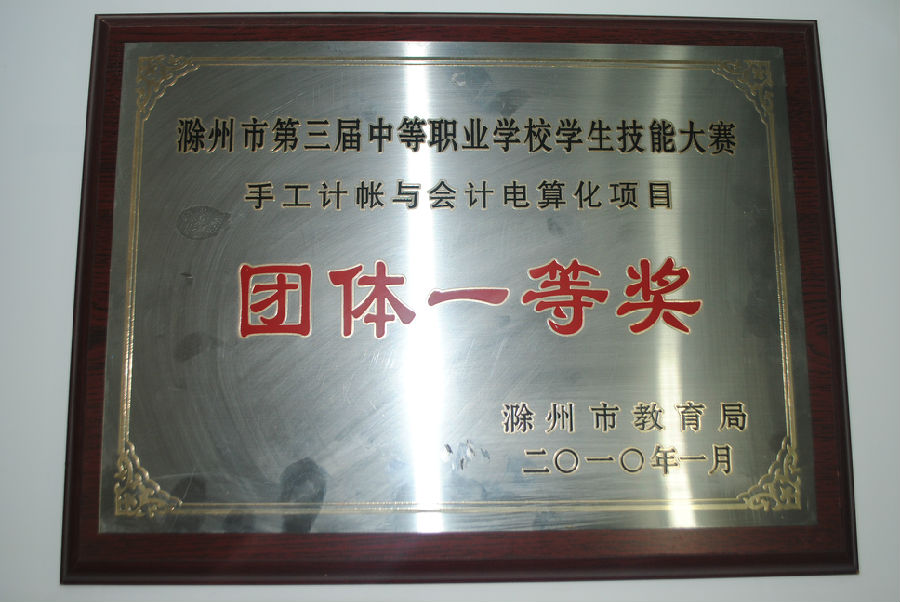 滁州市第三届中等职业学校学生技能大赛
手工计帐与会计电算化项目
团体一等奖
滁州市教育局
二〇一〇年一月